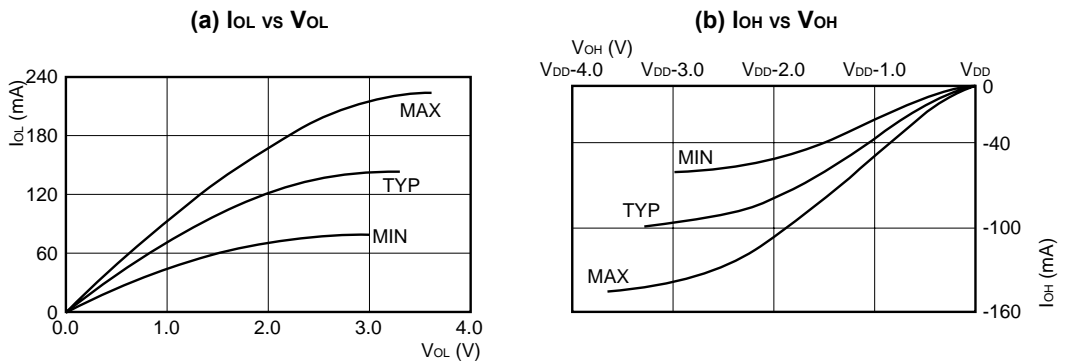 (a) IOL vs VOL
IOL (mA)
240
180
120
60
0
MAX
TYP
MIN
0.0 1.0 2.0 3.0 4.0
VOL (V)
(b) IOH vs VOH
VOH (V)
VDD-4.0 VDD-3.0 VDD-2.0 VDD-1.0 VDD
0
-40
-100
-160
MIN
TYP
MAX
IOH (mA)